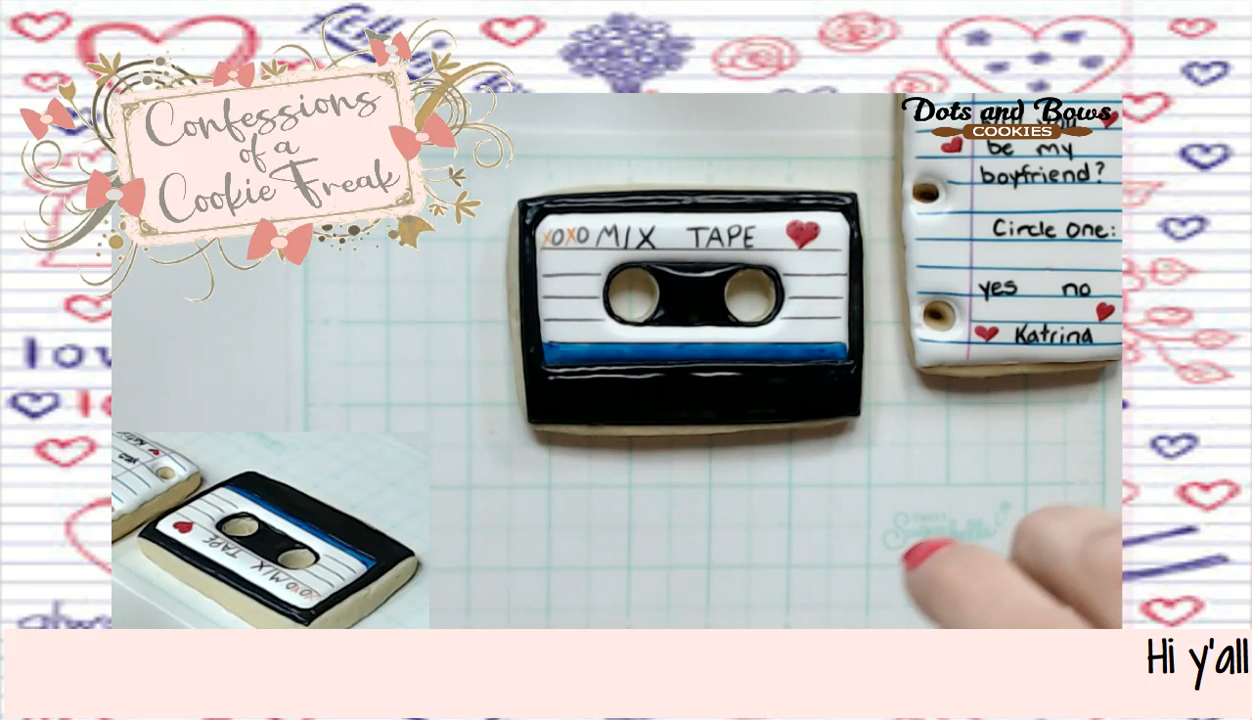 Confessions
of a
Cookie Freak
Dots and Bows
COOKIES
be my
boyfriend?
Circle One:
yes no
Katrina
XOXO MIX TAPE
XOXO MIX TAPE
Hi y'all